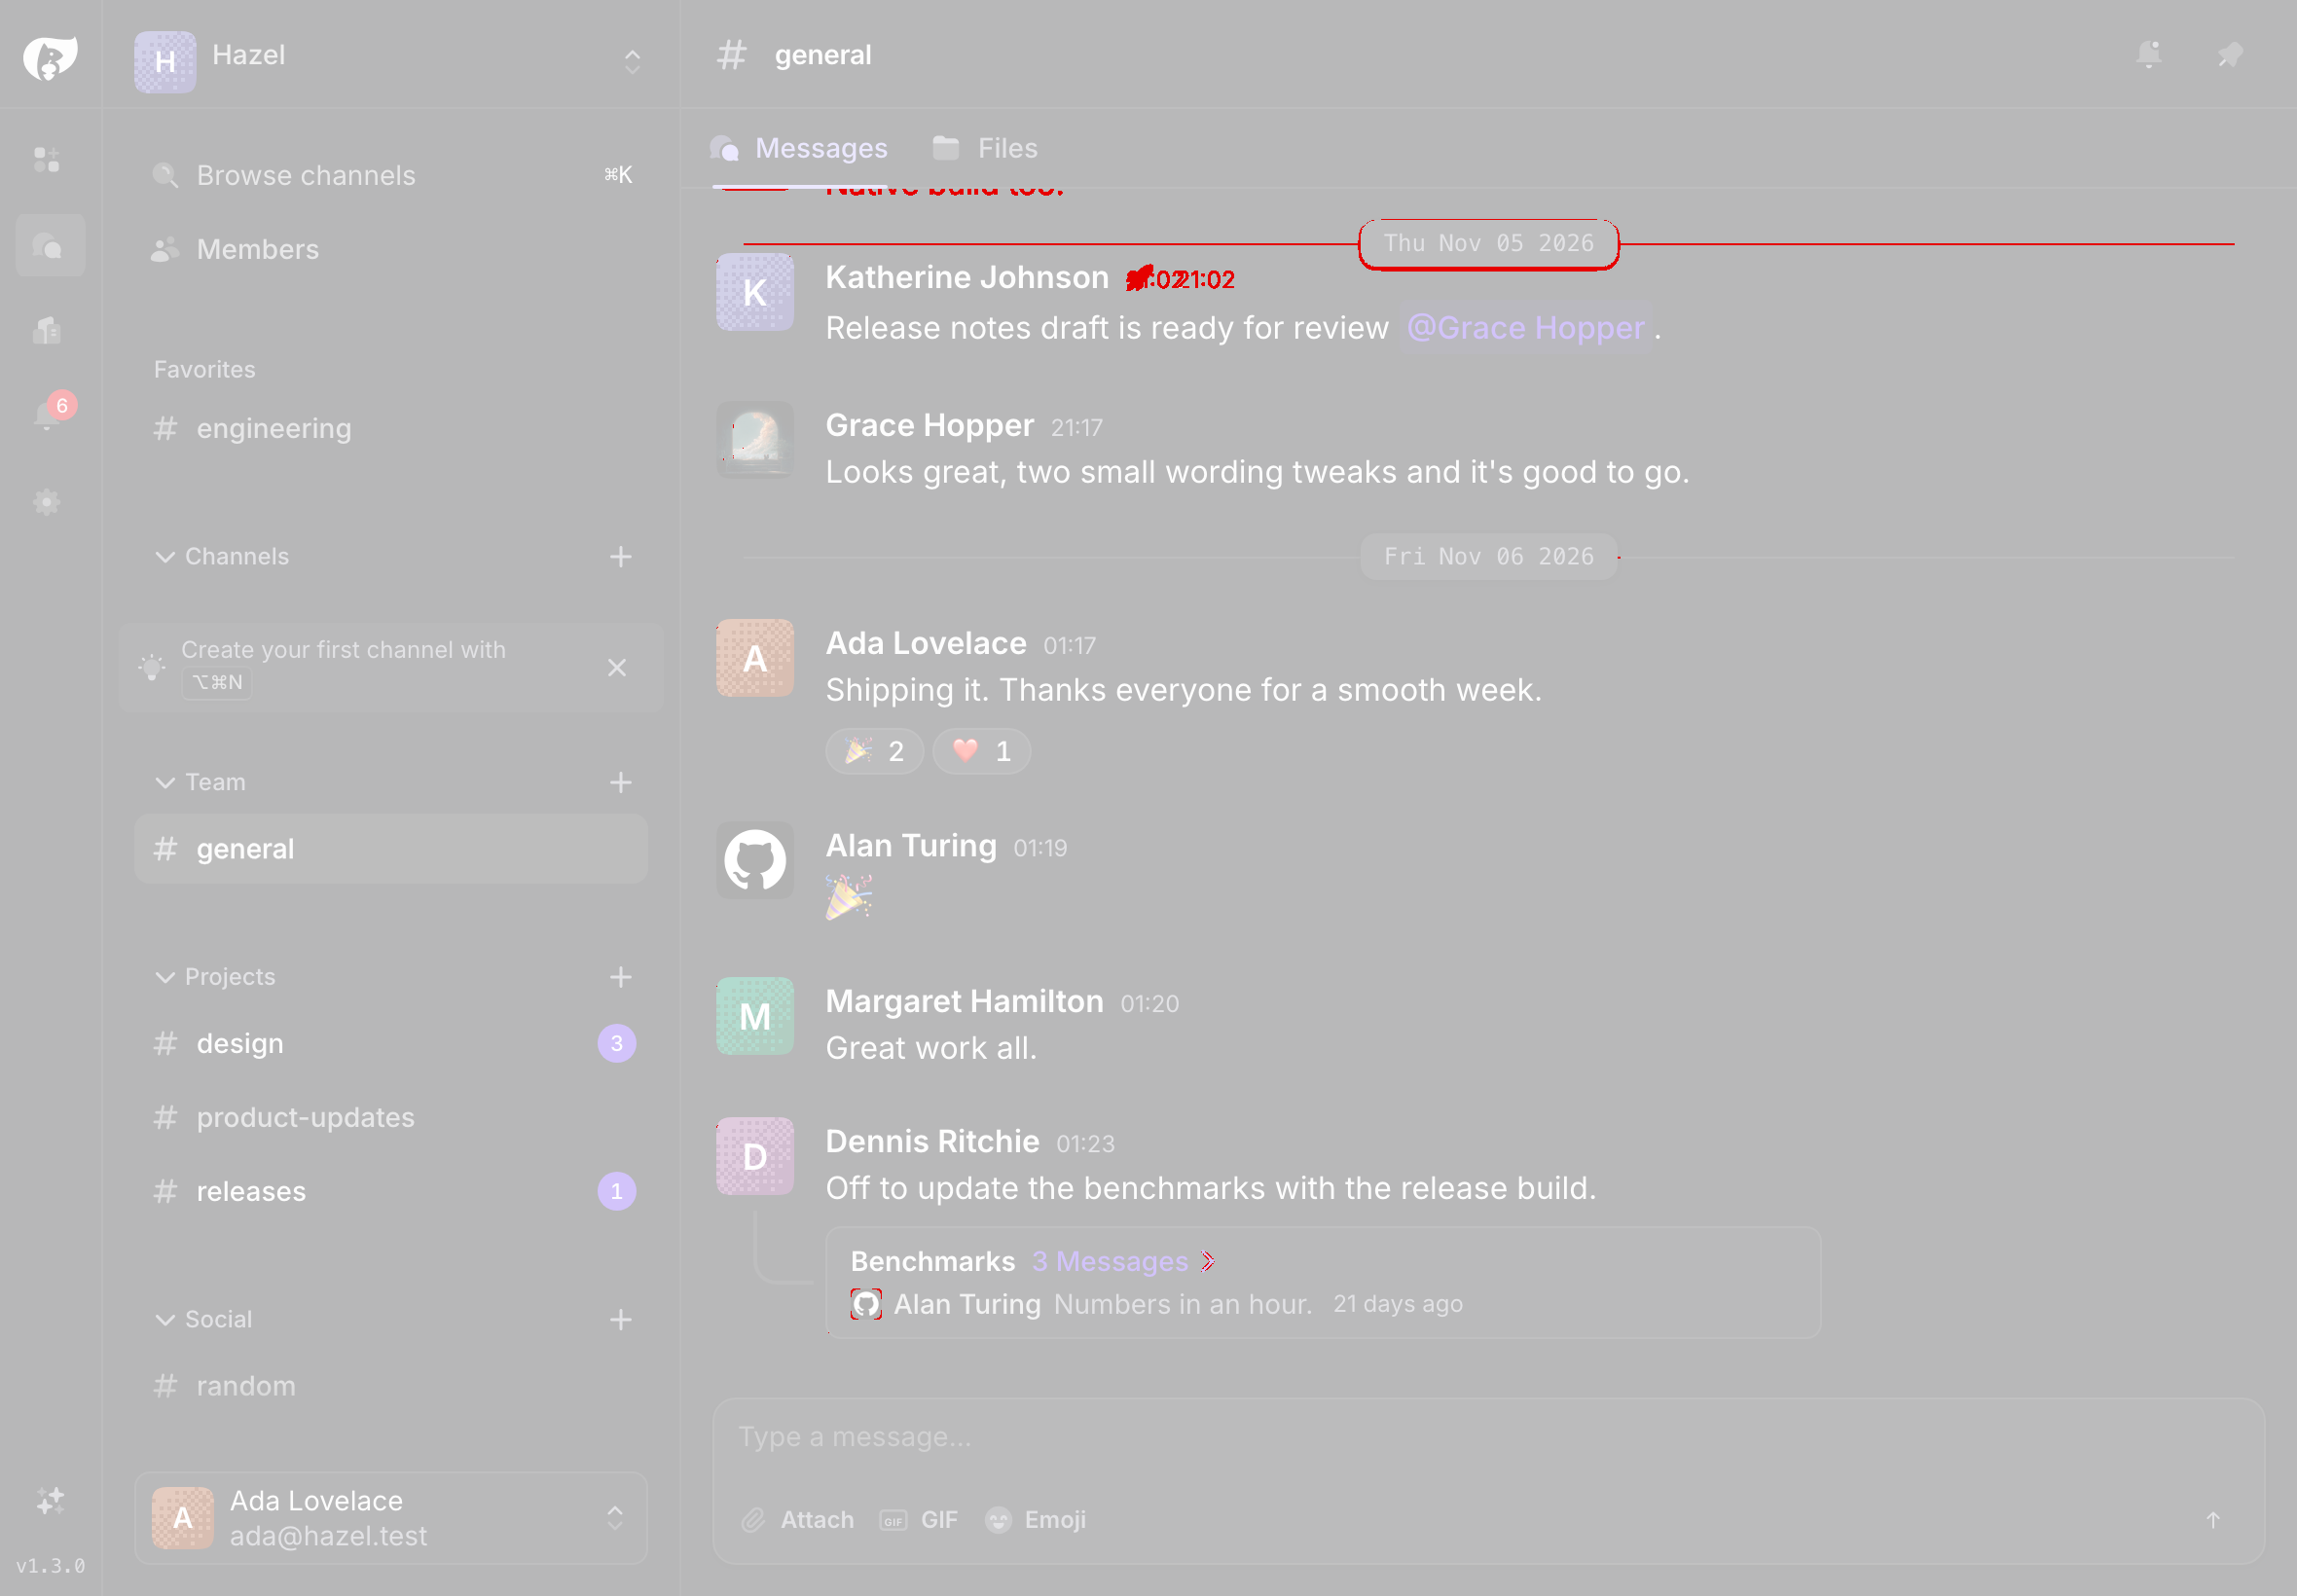 H Hazel
general
Messages Files
Browse channels ⌘K
Members
Favorites
6
engineering
Channels
Create your first channel with
⌥⌘N
Team
general
Projects
design 3
product-updates
releases 1
Social
random
A Ada Lovelace
ada@hazel.test
v1.3.0
Native build too.
Thu Nov 05 2026
K Katherine Johnson 21:02
Release notes draft is ready for review @Grace Hopper .
Grace Hopper 21:17
Looks great, two small wording tweaks and it's good to go.
Fri Nov 06 2026
A Ada Lovelace 01:17
Shipping it. Thanks everyone for a smooth week.
🎉 2 ❤️ 1
Alan Turing 01:19
🎉
M Margaret Hamilton 01:20
Great work all.
D Dennis Ritchie 01:23
Off to update the benchmarks with the release build.
Benchmarks 3 Messages
Alan Turing Numbers in an hour. 21 days ago
Type a message...
Attach GIF GIF Emoji